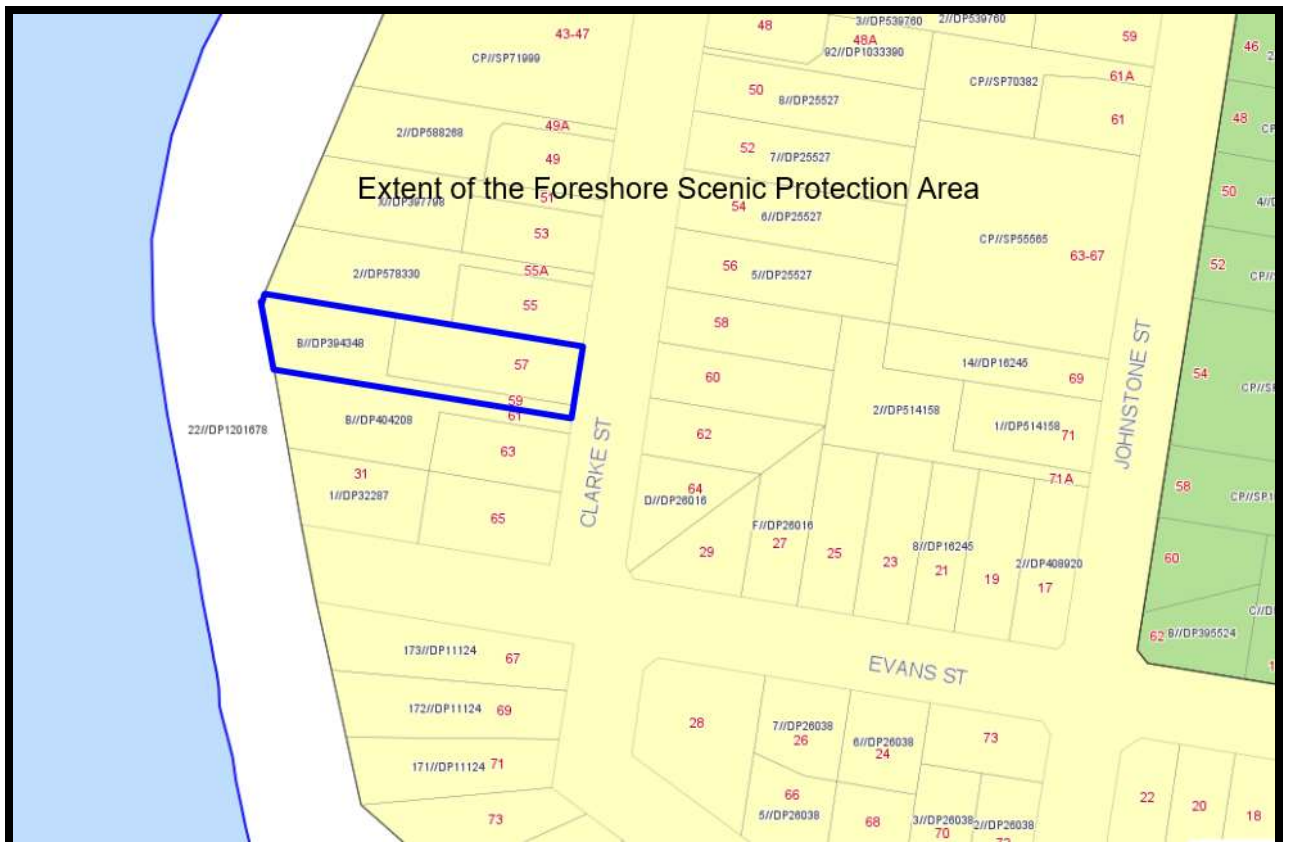 43-47
CP//SP71999
48
3//DP539760
2//DP539760
48A
92//DP1033390
59
46
CP//SP70382
61A
61
50
8//DP25527
48
2//DP588268
49A
49
52
7//DP25527
50
Extent of the Foreshore Scenic Protection Area
51
54
6//DP25527
53
CP//SP55565
63-67
52
2//DP578330
55A
55
56
5//DP25527
58
B//DP394348
57
60
14//DP16245
69
JOHNSTONE ST
54
59
61
22//DP1201678
B//DP404208
62
2//DP514158
1//DP514158
71
63
31
1//DP32287
65
CLARKE ST
64
D//DP26016
F//DP26016
27
29
25
23
8//DP16245
21
19
2//DP408920
17
71A
58
60
62
B//DP395524
EVANS ST
173//DP11124
67
172//DP11124
69
171//DP11124
71
73
28
7//DP26038
26
6//DP26038
24
73
66
5//DP26038
68
3//DP26038
70
2//DP26038
22
20
18